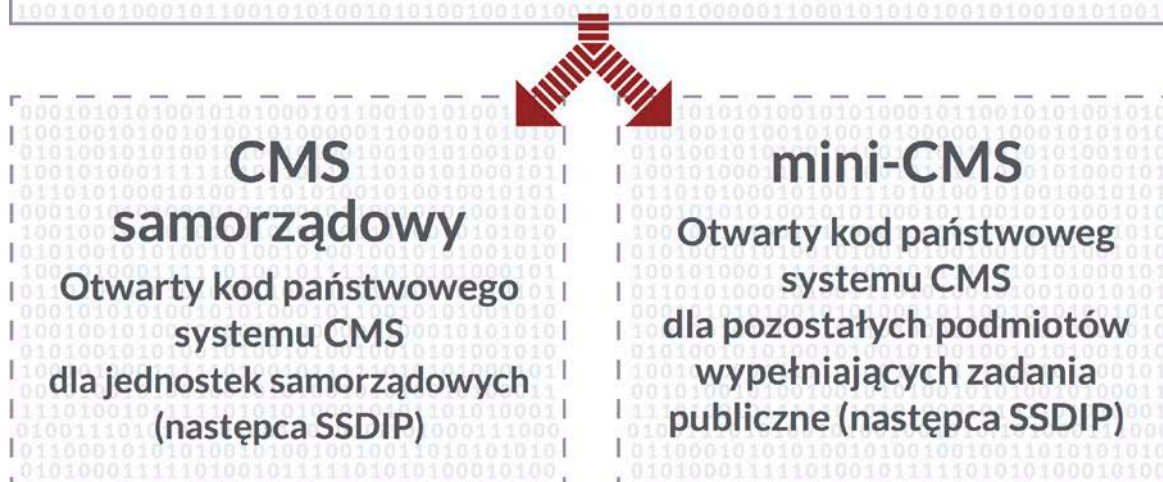 CMS
samorządowy
Otwarty kod państwowego
systemu CMS
dla jednostek samorządowych
(następca SSDIP)
mini-CMS
Otwarty kod państwoweg
systemu CMS
dla pozostałych podmiotów
wypełniających zadania
publiczne (następca SSDIP)